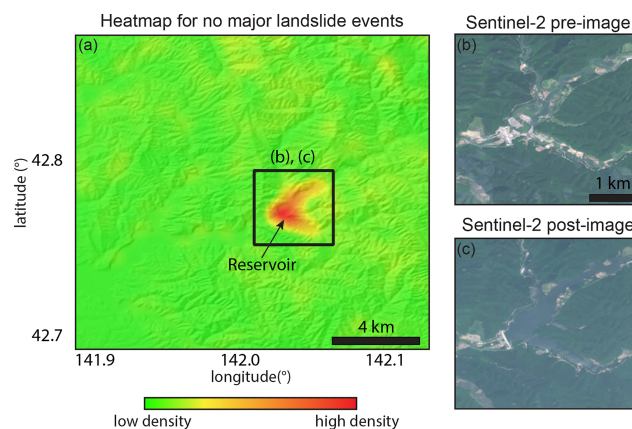 Heatmap for no major landslide events
(a)
42.8
42.7
latitude (°)
(b), (c)
Reservoir
4 km
141.9
142.0
142.1
longitude(°)
low density
high density
Sentinel-2 pre-image
(b)
1 km
Sentinel-2 post-image
(c)